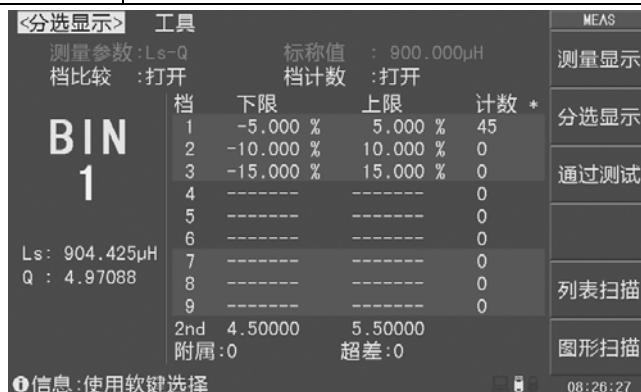 <分选显示> 工具 MEAS
测量参数:Ls-Q 标称值 : 900.000μH
档比较 :打开 档计数 :打开
档 下限 上限 计数 *
1 -5.000 % 5.000 % 45
2 -10.000 % 10.000 % 0
3 -15.000 % 15.000 % 0
4 ------- ------- 0
5 ------- ------- 0
6 ------- ------- 0
7 ------- ------- 0
8 ------- ------- 0
9 ------- ------- 0
2nd 4.50000 5.50000
附属:0 超差:0
BIN
1
Ls: 904.425μH
Q : 4.97088
测量显示
分选显示
通过测试
列表扫描
图形扫描
信息:使用软键选择
08:26:27